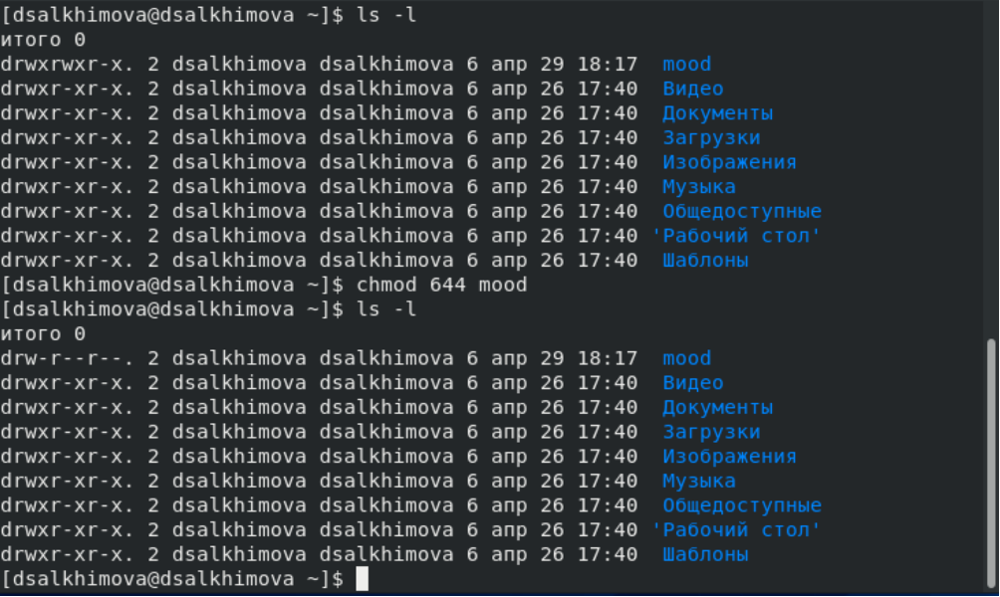 [dsalkhimova@dsalkhimova ~]$ ls -l
итого 0
drwxrwxr-x. 2 dsalkhimova dsalkhimova 6 апр 29 18:17  mood
drwxr-xr-x. 2 dsalkhimova dsalkhimova 6 апр 26 17:40  Видео
drwxr-xr-x. 2 dsalkhimova dsalkhimova 6 апр 26 17:40  Документы
drwxr-xr-x. 2 dsalkhimova dsalkhimova 6 апр 26 17:40  Загрузки
drwxr-xr-x. 2 dsalkhimova dsalkhimova 6 апр 26 17:40  Изображения
drwxr-xr-x. 2 dsalkhimova dsalkhimova 6 апр 26 17:40  Музыка
drwxr-xr-x. 2 dsalkhimova dsalkhimova 6 апр 26 17:40  Общедоступные
drwxr-xr-x. 2 dsalkhimova dsalkhimova 6 апр 26 17:40 'Рабочий стол'
drwxr-xr-x. 2 dsalkhimova dsalkhimova 6 апр 26 17:40  Шаблоны
[dsalkhimova@dsalkhimova ~]$ chmod 644 mood
[dsalkhimova@dsalkhimova ~]$ ls -l
итого 0
drw-r--r--. 2 dsalkhimova dsalkhimova 6 апр 29 18:17  mood
drwxr-xr-x. 2 dsalkhimova dsalkhimova 6 апр 26 17:40  Видео
drwxr-xr-x. 2 dsalkhimova dsalkhimova 6 апр 26 17:40  Документы
drwxr-xr-x. 2 dsalkhimova dsalkhimova 6 апр 26 17:40  Загрузки
drwxr-xr-x. 2 dsalkhimova dsalkhimova 6 апр 26 17:40  Изображения
drwxr-xr-x. 2 dsalkhimova dsalkhimova 6 апр 26 17:40  Музыка
drwxr-xr-x. 2 dsalkhimova dsalkhimova 6 апр 26 17:40  Общедоступные
drwxr-xr-x. 2 dsalkhimova dsalkhimova 6 апр 26 17:40 'Рабочий стол'
drwxr-xr-x. 2 dsalkhimova dsalkhimova 6 апр 26 17:40  Шаблоны
[dsalkhimova@dsalkhimova ~]$